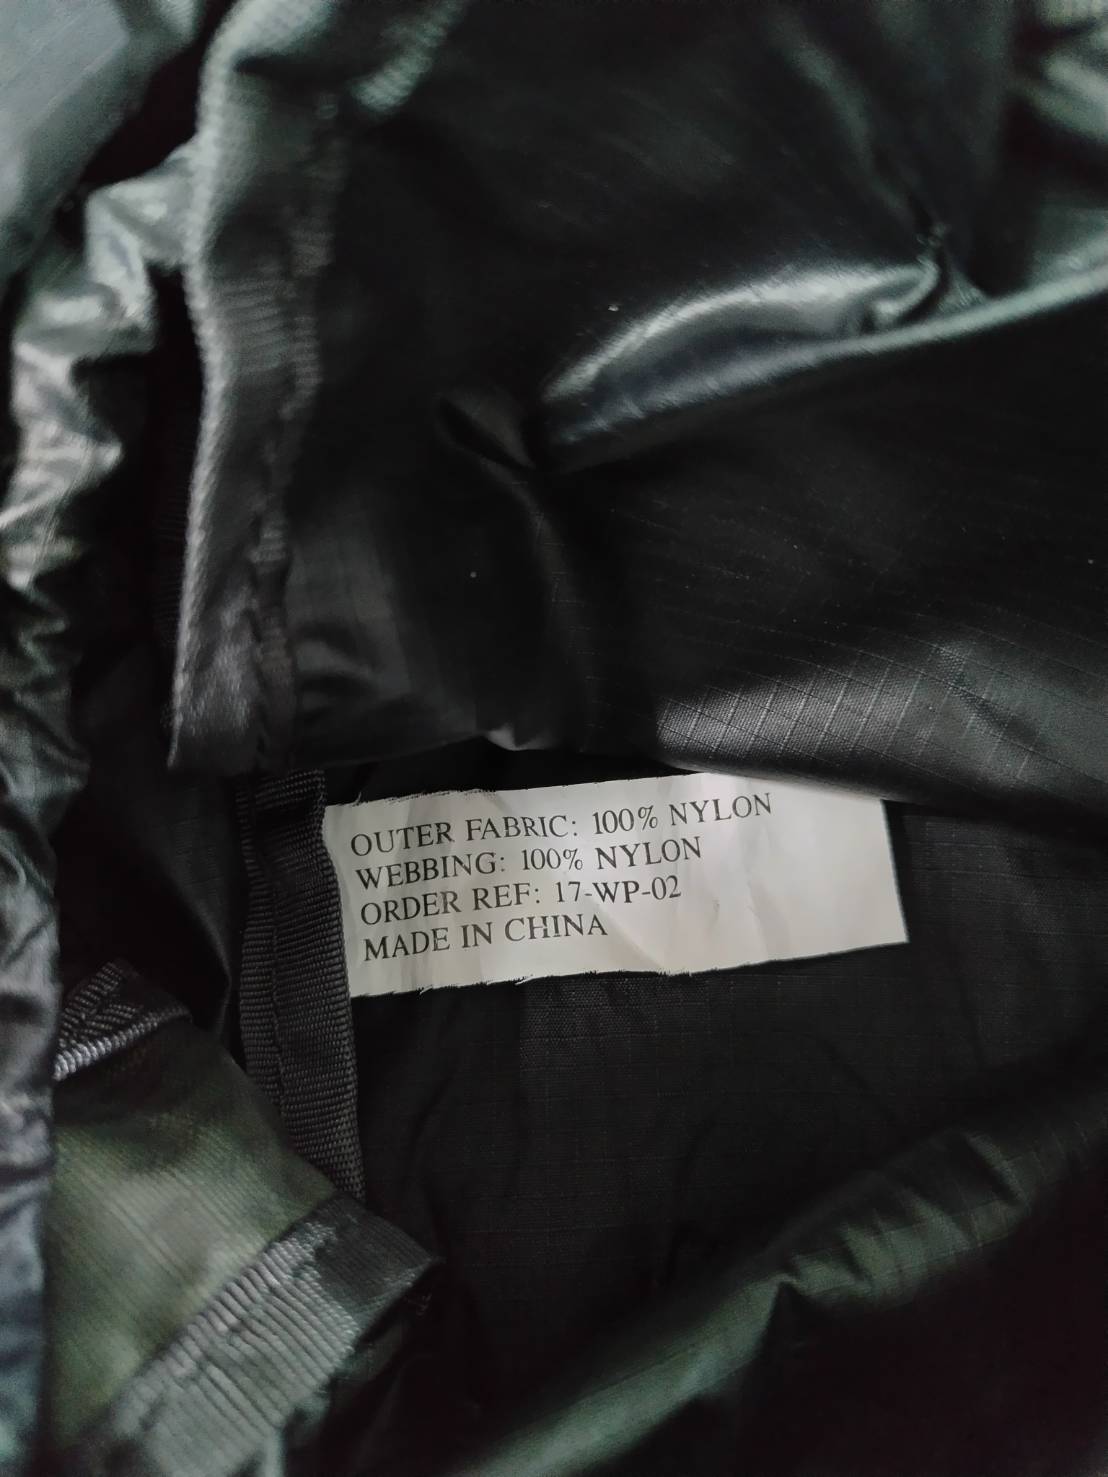 OUTER FABRIC: 100% NYLON
WEBBING: 100% NYLON
ORDER REF: 17-WP-02
MADE IN CHINA